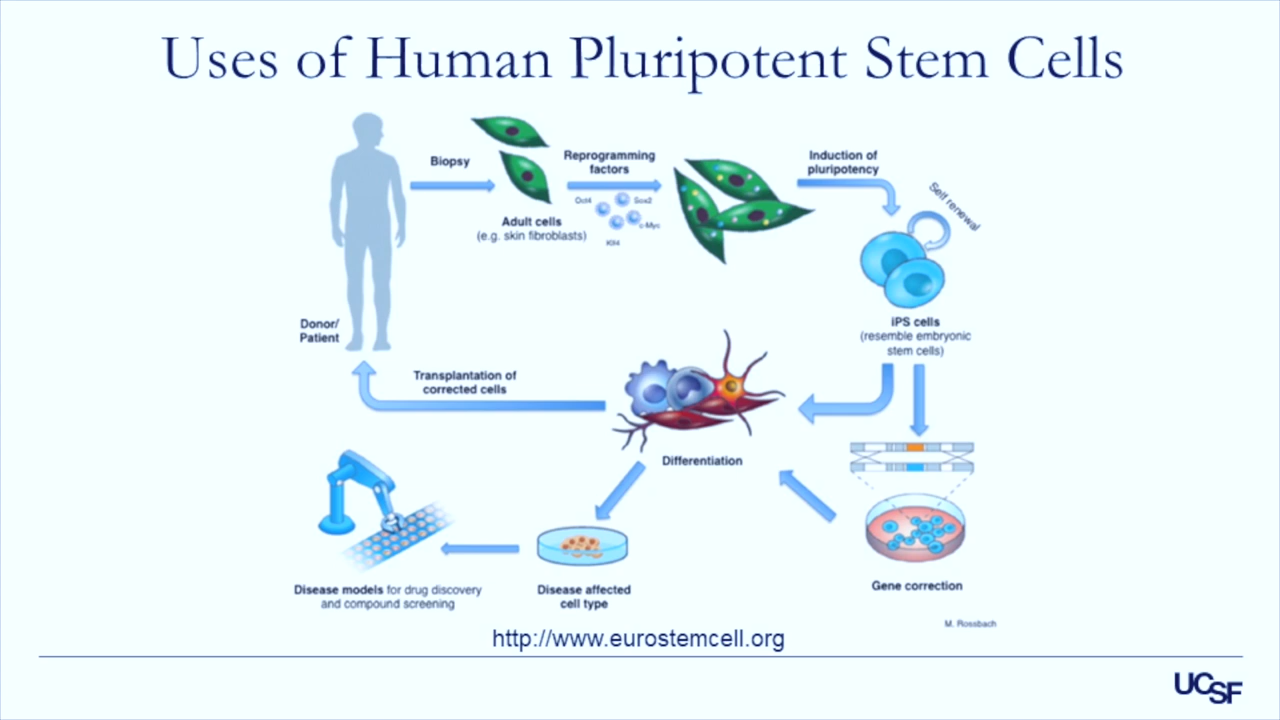 Uses of Human Pluripotent Stem Cells
Biopsy
Reprogramming
factors
Induction of
pluripotency
Self renewal
Oct4
Sox2
c-Myc
Klf4
Adult cells
(e.g. skin fibroblasts)
Donor/
Patient
iPS cells
(resemble embryonic
stem cells)
Transplantation of
corrected cells
Differentiation
Disease models for drug discovery
and compound screening
Disease affected
cell type
Gene correction
M. Rossbach
http://www.eurostemcell.org
UCSF